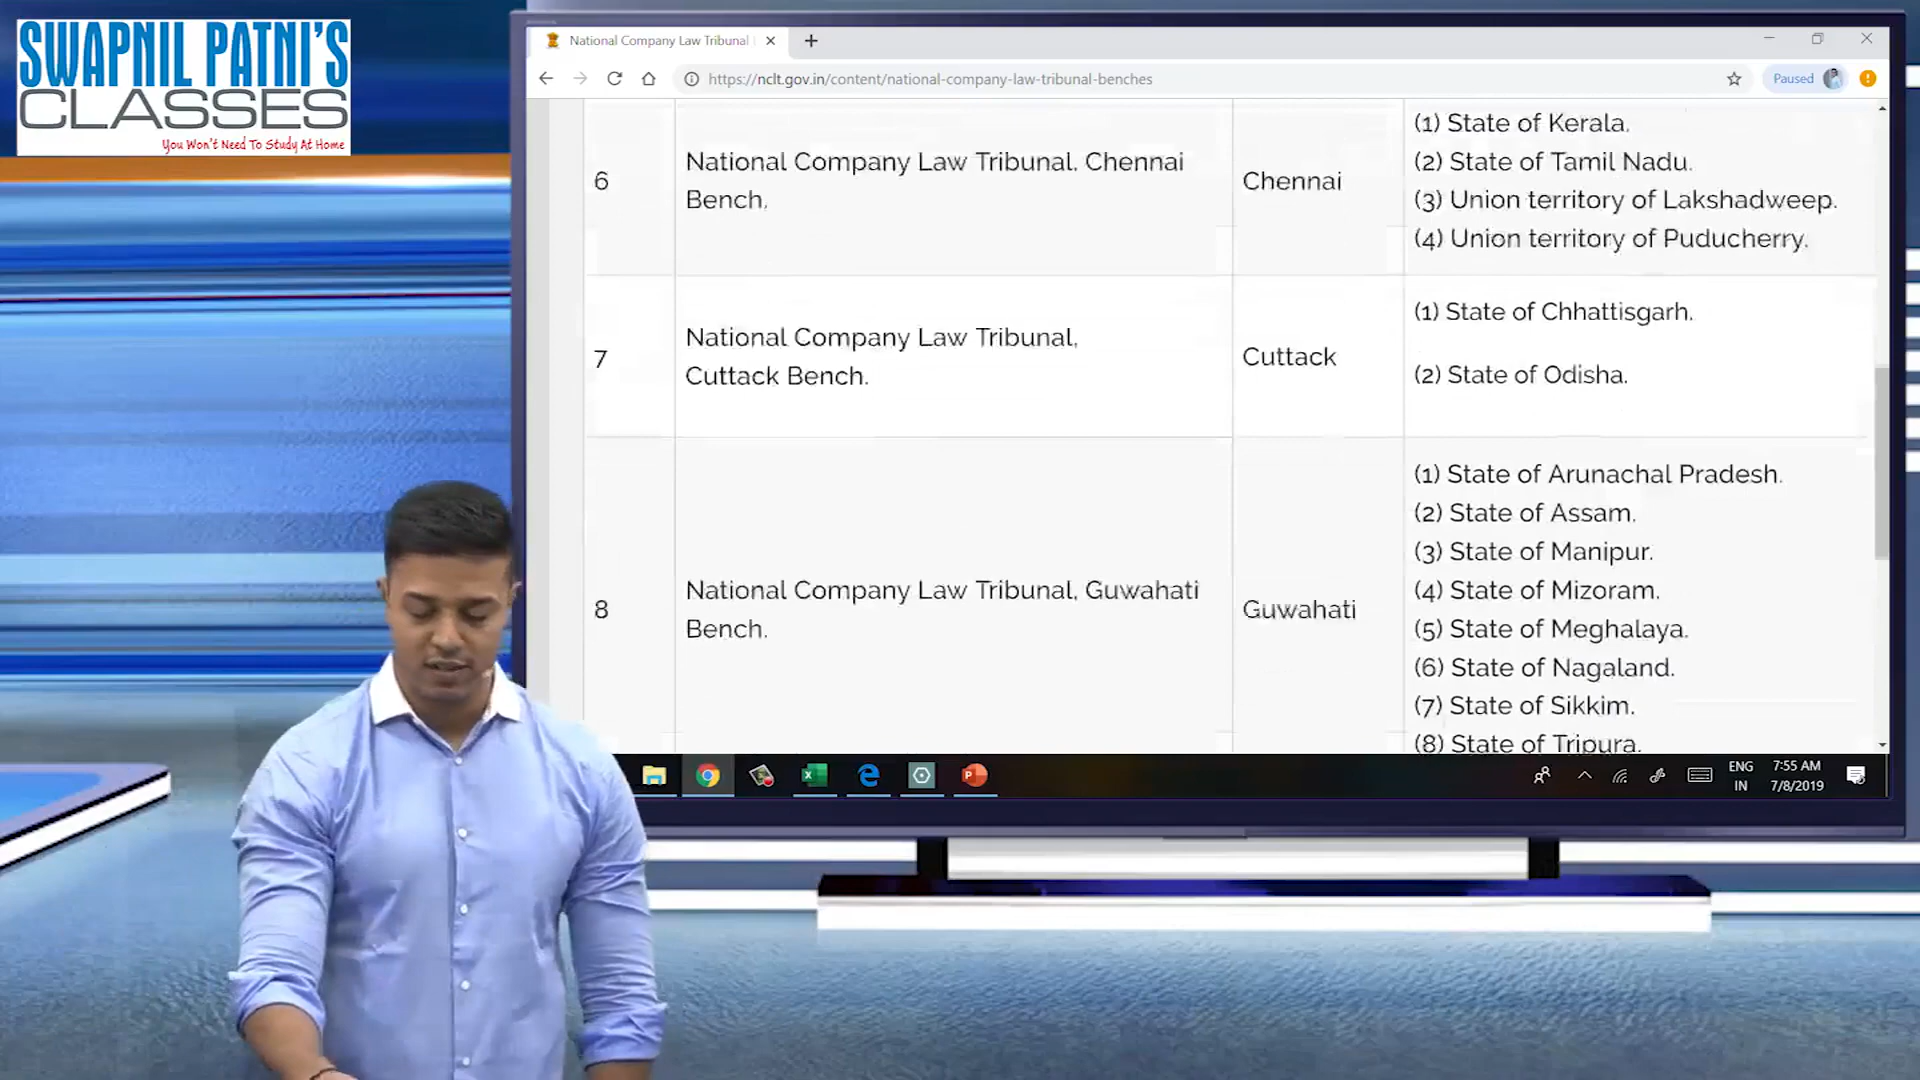 SWAPNIL PATNI'S
CLASSES
You Won't Need To Study At Home
National Company Law Tribunal
https://nclt.gov.in/content/national-company-law-tribunal-benches
Paused
6
National Company Law Tribunal, Chennai
Bench,
Chennai
(1) State of Kerala.
(2) State of Tamil Nadu.
(3) Union territory of Lakshadweep.
(4) Union territory of Puducherry.
7
National Company Law Tribunal,
Cuttack Bench.
Cuttack
(1) State of Chhattisgarh.
(2) State of Odisha.
8
National Company Law Tribunal, Guwahati
Bench.
Guwahati
(1) State of Arunachal Pradesh.
(2) State of Assam.
(3) State of Manipur.
(4) State of Mizoram.
(5) State of Meghalaya.
(6) State of Nagaland.
(7) State of Sikkim.
(8) State of Tripura.
ENG
IN
7:55 AM
7/8/2019